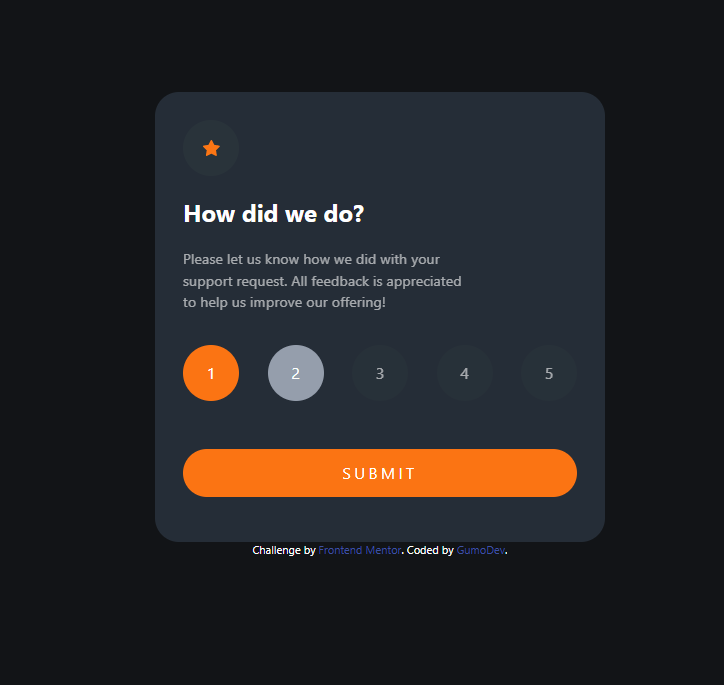 How did we do?
Please let us know how we did with your
support request. All feedback is appreciated
to help us improve our offering!
1 2 3 4 5
SUBMIT
Challenge by Frontend Mentor. Coded by GumoDev.